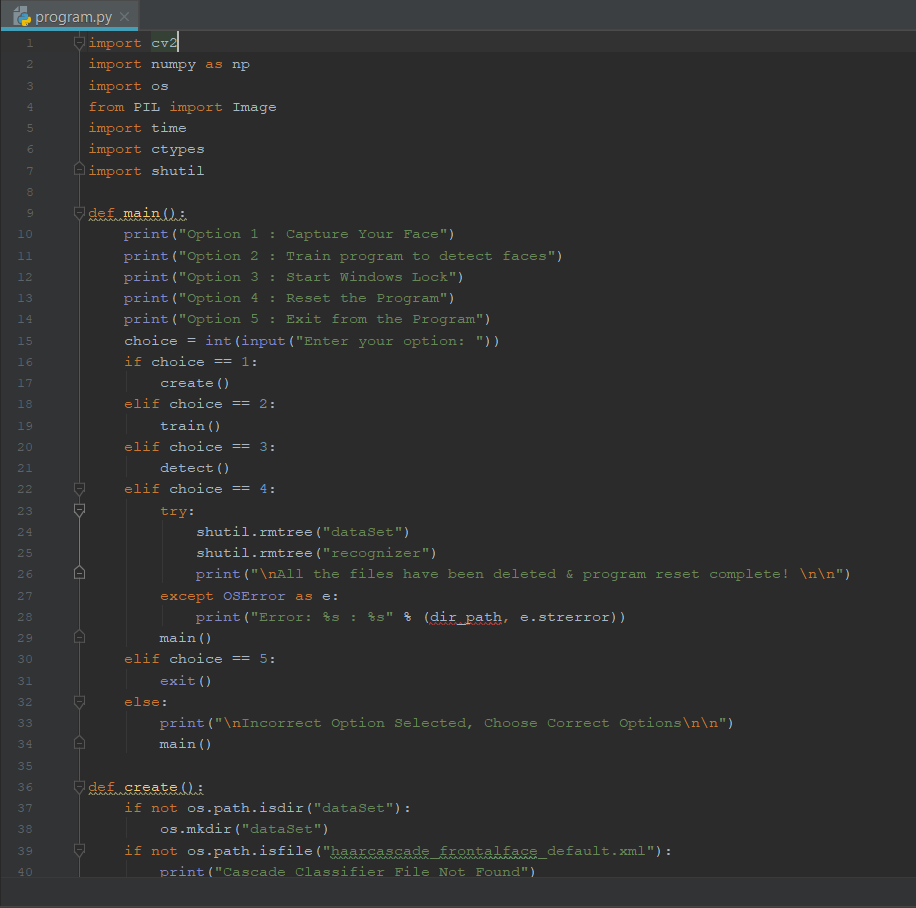 program.py
1 import cv2
2 import numpy as np
3 import os
4 from PIL import Image
5 import time
6 import ctypes
7 import shutil
8
9 def main():
10     print("Option 1 : Capture Your Face")
11     print("Option 2 : Train program to detect faces")
12     print("Option 3 : Start Windows Lock")
13     print("Option 4 : Reset the Program")
14     print("Option 5 : Exit from the Program")
15     choice = int(input("Enter your option: "))
16     if choice == 1:
17         create()
18     elif choice == 2:
19         train()
20     elif choice == 3:
21         detect()
22     elif choice == 4:
23         try:
24             shutil.rmtree("dataSet")
25             shutil.rmtree("recognizer")
26             print("\nAll the files have been deleted & program reset complete! \n\n")
27         except OSError as e:
28             print("Error: %s : %s" % (dir_path, e.strerror))
29         main()
30     elif choice == 5:
31         exit()
32     else:
33         print("\nIncorrect Option Selected, Choose Correct Options\n\n")
34         main()
35
36 def create():
37     if not os.path.isdir("dataSet"):
38         os.mkdir("dataSet")
39     if not os.path.isfile("haarcascade_frontalface_default.xml"):
40         print("Cascade Classifier File Not Found")